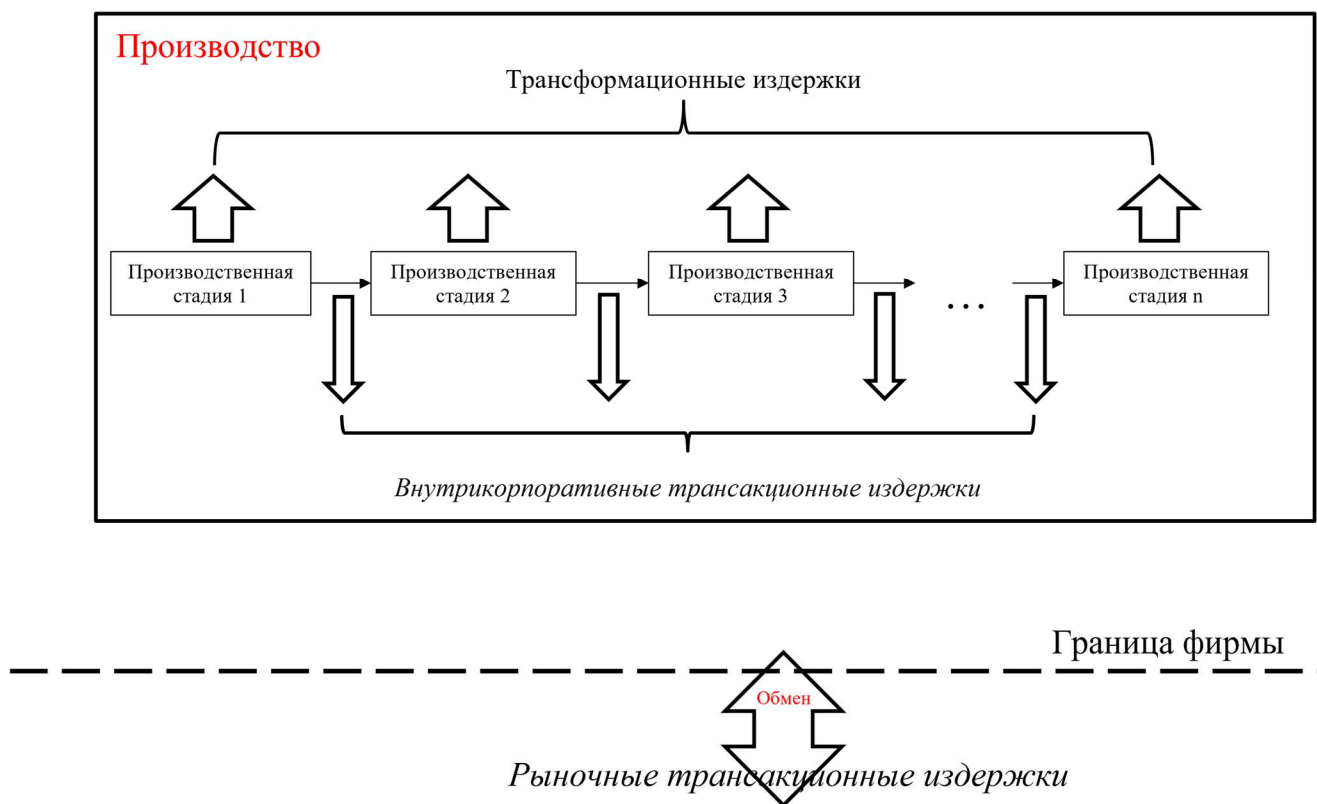 Производство
Трансформационные издержки
Производственная
стадия 1
Производственная
стадия 2
Производственная
стадия 3
...
Производственная
стадия n
Внутрикорпоративные трансакционные издержки
Граница фирмы
Обмен
Рыночные трансакционные издержки